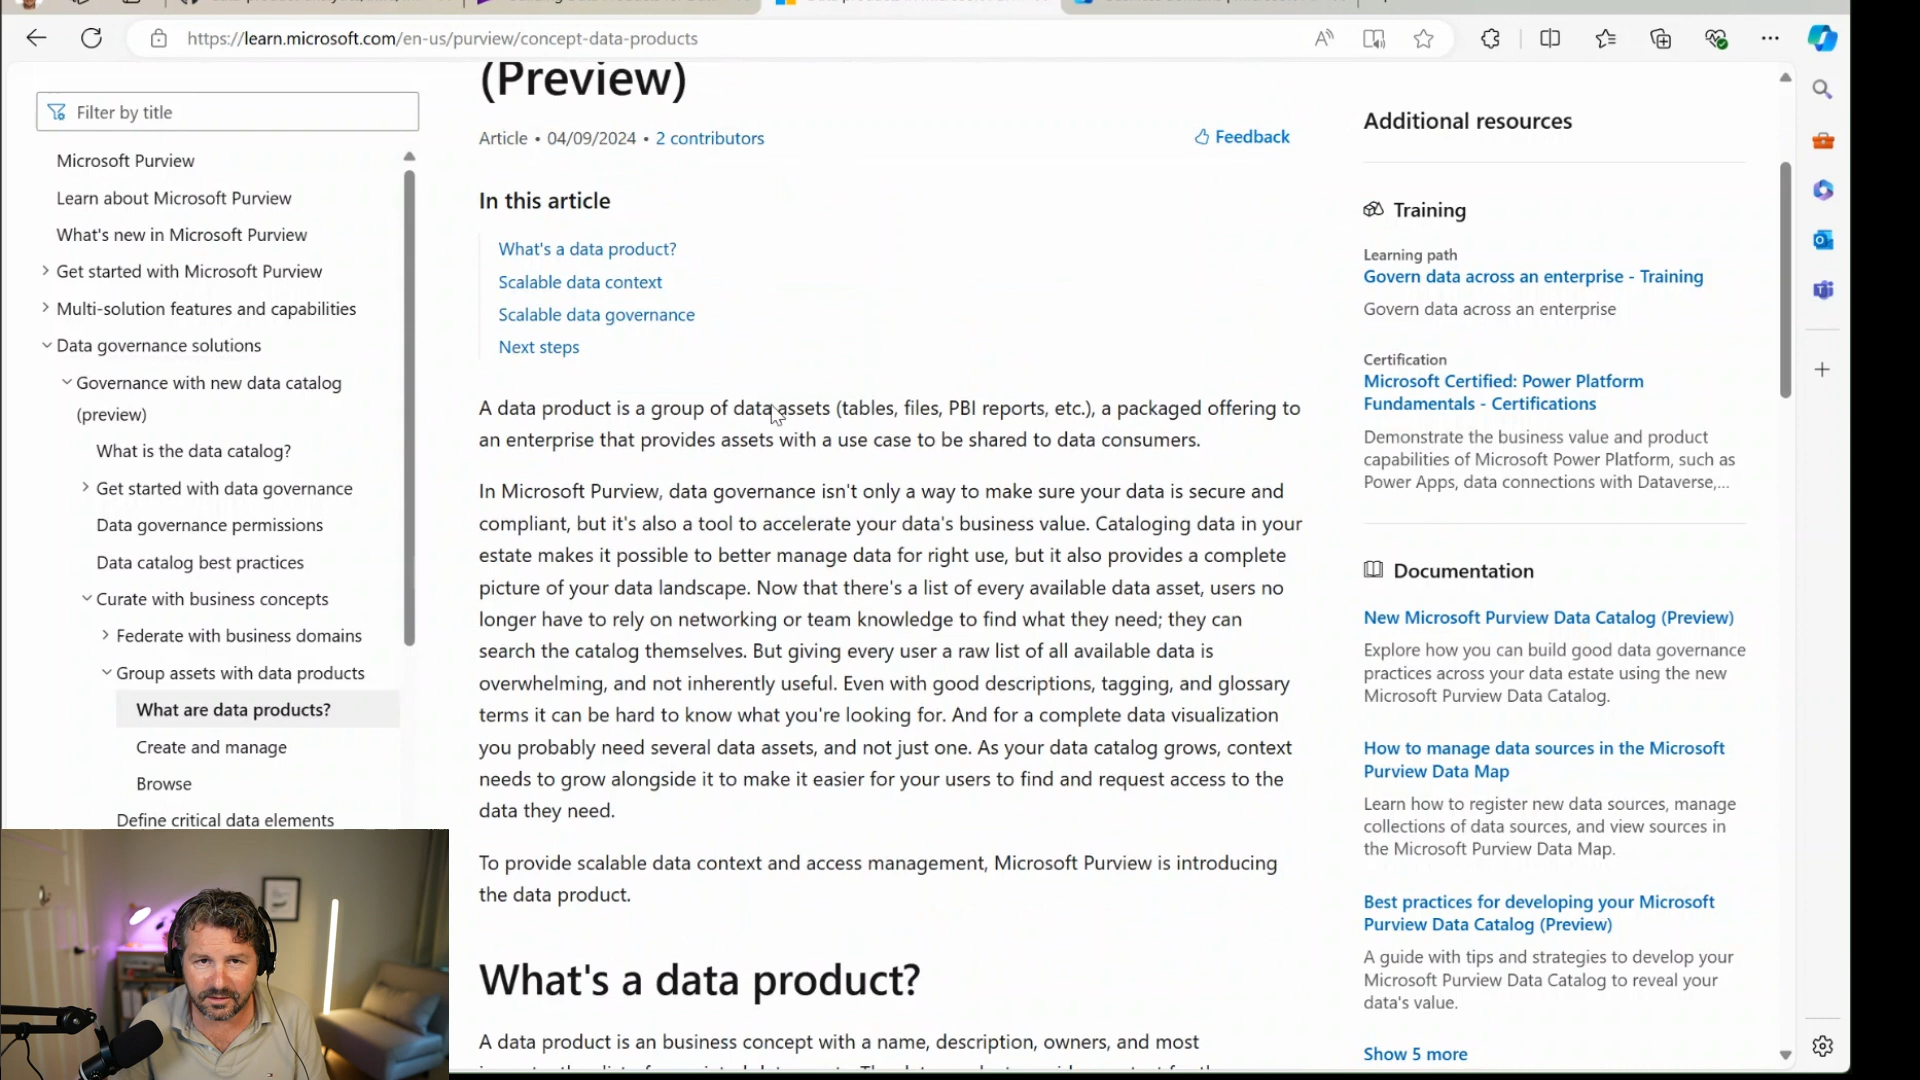 https://learn.microsoft.com/en-us/purview/concept-data-products
Filter by title
Microsoft Purview
Learn about Microsoft Purview
What's new in Microsoft Purview
Get started with Microsoft Purview
Multi-solution features and capabilities
Data governance solutions
Governance with new data catalog
(preview)
What is the data catalog?
Get started with data governance
Data governance permissions
Data catalog best practices
Curate with business concepts
Federate with business domains
Group assets with data products
What are data products?
Create and manage
Browse
Define critical data elements
(Preview)
Article • 04/09/2024 • 2 contributors
Feedback
In this article
What's a data product?
Scalable data context
Scalable data governance
Next steps
A data product is a group of data assets (tables, files, PBI reports, etc.), a packaged offering to
an enterprise that provides assets with a use case to be shared to data consumers.
In Microsoft Purview, data governance isn't only a way to make sure your data is secure and
compliant, but it's also a tool to accelerate your data's business value. Cataloging data in your
estate makes it possible to better manage data for right use, but it also provides a complete
picture of your data landscape. Now that there's a list of every available data asset, users no
longer have to rely on networking or team knowledge to find what they need; they can
search the catalog themselves. But giving every user a raw list of all available data is
overwhelming, and not inherently useful. Even with good descriptions, tagging, and glossary
terms it can be hard to know what you're looking for. And for a complete data visualization
you probably need several data assets, and not just one. As your data catalog grows, context
needs to grow alongside it to make it easier for your users to find and request access to the
data they need.
To provide scalable data context and access management, Microsoft Purview is introducing
the data product.
What's a data product?
A data product is an business concept with a name, description, owners, and most
Additional resources
Training
Learning path
Govern data across an enterprise - Training
Govern data across an enterprise
Certification
Microsoft Certified: Power Platform
Fundamentals - Certifications
Demonstrate the business value and product
capabilities of Microsoft Power Platform, such as
Power Apps, data connections with Dataverse,...
Documentation
New Microsoft Purview Data Catalog (Preview)
Explore how you can build good data governance
practices across your data estate using the new
Microsoft Purview Data Catalog.
How to manage data sources in the Microsoft
Purview Data Map
Learn how to register new data sources, manage
collections of data sources, and view sources in
the Microsoft Purview Data Map.
Best practices for developing your Microsoft
Purview Data Catalog (Preview)
A guide with tips and strategies to develop your
Microsoft Purview Data Catalog to reveal your
data's value.
Show 5 more